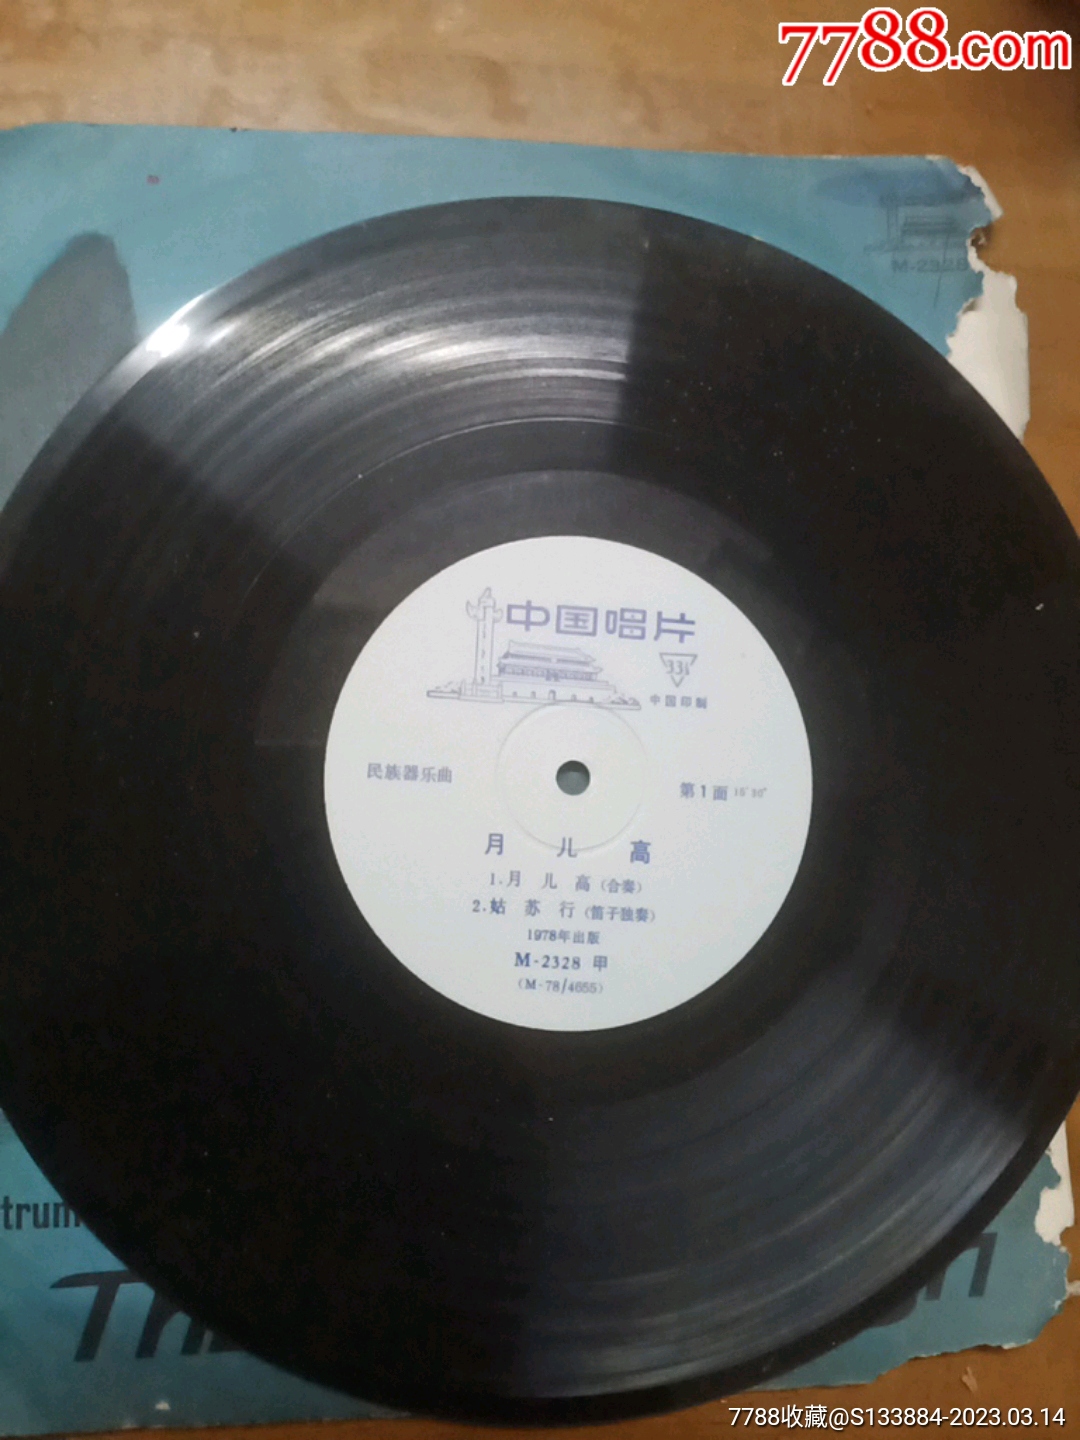 7788.com
M-2328
中国唱片
33⅓
中国印制
民族器乐曲
第1面
月儿高
1.月儿高(合奏)
2.姑苏行(笛子独奏)
1978年出版
M-2328 甲
(M-78/4655)
trum
Th
n
7788收藏@S133884-2023.03.14